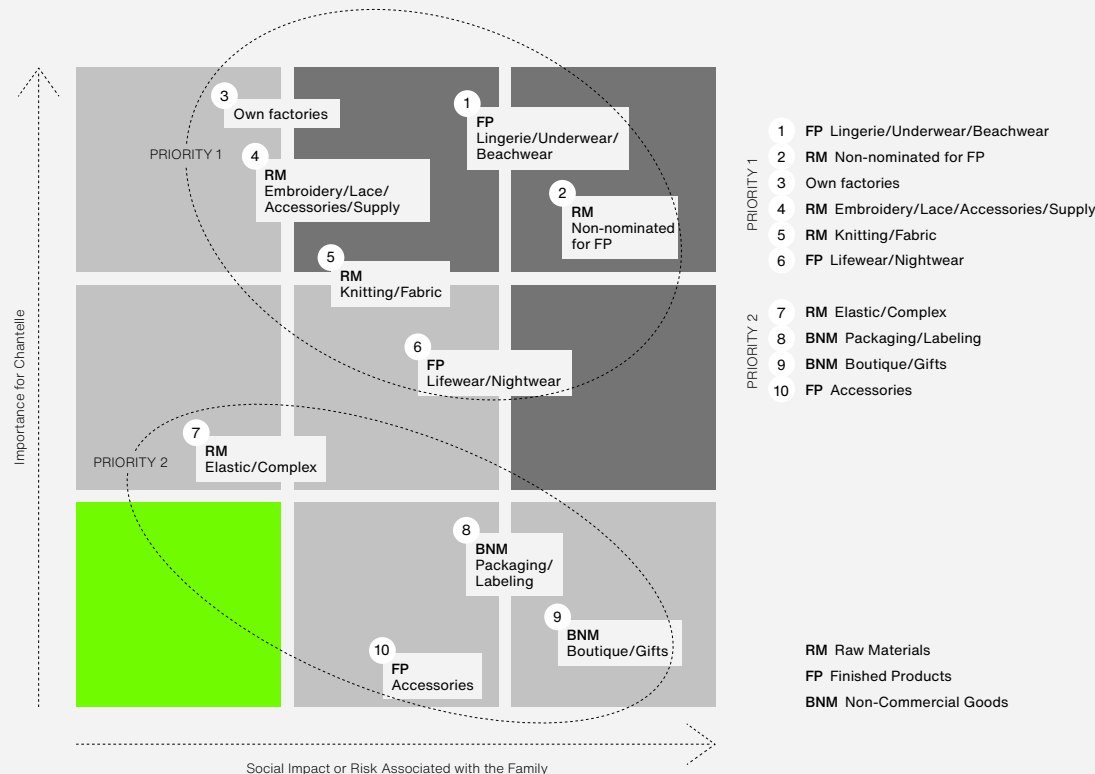 3
Own factories
1
FP
Lingerie/Underwear/
Beachwear
PRIORITY 1
4
RM
Embroidery/Lace/
Accessories/Supply
2
RM
Non-nominated
for FP
5
RM
Knitting/Fabric
6
FP
Lifewear/Nightwear
7
RM
Elastic/Complex
PRIORITY 2
8
BNM
Packaging/
Labeling
9
BNM
Boutique/Gifts
10
FP
Accessories
Importance for Chantelle
Social Impact or Risk Associated with the Family
PRIORITY 1
1 FP Lingerie/Underwear/Beachwear
2 RM Non-nominated for FP
3 Own factories
4 RM Embroidery/Lace/Accessories/Supply
5 RM Knitting/Fabric
6 FP Lifewear/Nightwear
PRIORITY 2
7 RM Elastic/Complex
8 BNM Packaging/Labeling
9 BNM Boutique/Gifts
10 FP Accessories
RM Raw Materials
FP Finished Products
BNM Non-Commercial Goods